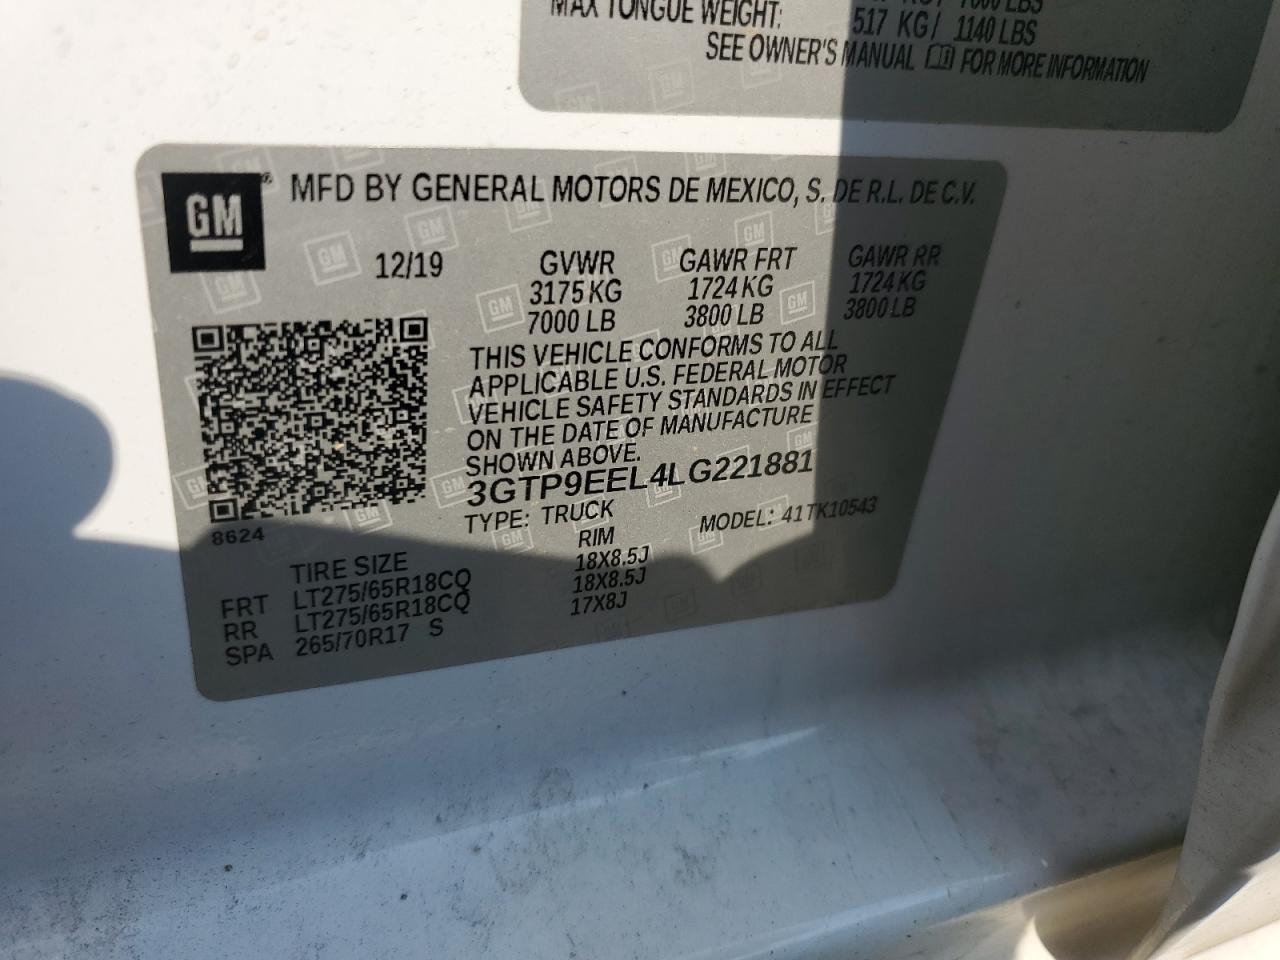 MAX TONGUE WEIGHT: 517 KG / 1140 LBS
SEE OWNER'S MANUAL FOR MORE INFORMATION
GM
MFD BY GENERAL MOTORS DE MEXICO, S. DE R.L. DE C.V.
12/19 GVWR GAWR FRT GAWR RR
3175 KG 1724 KG 1724 KG
7000 LB 3800 LB 3800 LB
THIS VEHICLE CONFORMS TO ALL
APPLICABLE U.S. FEDERAL MOTOR
VEHICLE SAFETY STANDARDS IN EFFECT
ON THE DATE OF MANUFACTURE
SHOWN ABOVE.
3GTP9EEL4LG221881
TYPE: TRUCK MODEL: 41TK10543
8624
TIRE SIZE RIM
FRT LT275/65R18CQ 18X8.5J
RR LT275/65R18CQ 18X8.5J
SPA 265/70R17 S 17X8J